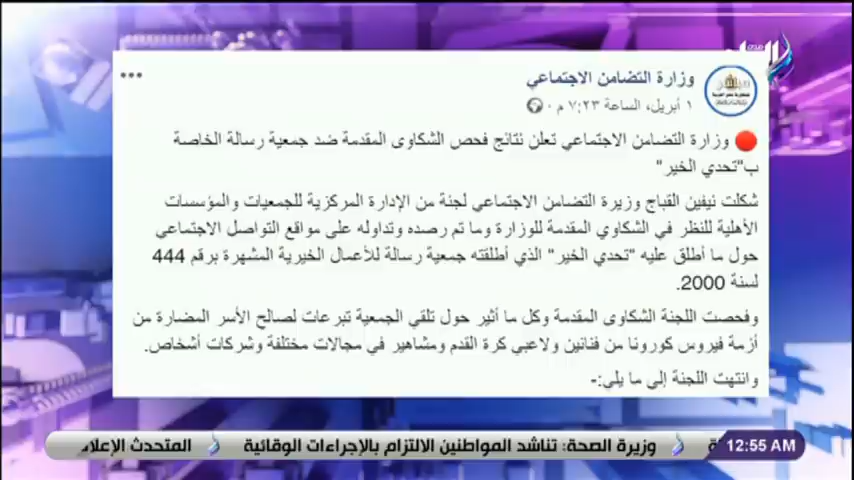 صدى
البلد
وزارة التضامن الاجتماعي
١ أبريل، الساعة ٧:٢٣ م
وزارة التضامن الاجتماعي تعلن نتائج فحص الشكاوى المقدمة ضد جمعية رسالة الخاصة
ب"تحدي الخير"
شكلت نيفين القباج وزيرة التضامن الاجتماعي لجنة من الإدارة المركزية للجمعيات والمؤسسات
الأهلية للنظر في الشكاوي المقدمة للوزارة وما تم رصده وتداوله على مواقع التواصل الاجتماعي
حول ما أطلق عليه "تحدي الخير" الذي أطلقته جمعية رسالة للأعمال الخيرية المشهرة برقم 444
لسنة 2000.
وفحصت اللجنة الشكاوى المقدمة وكل ما أثير حول تلقي الجمعية تبرعات لصالح الأسر المضارة من
أزمة فيروس كورونا من فنانين ولاعبي كرة القدم ومشاهير في مجالات مختلفة وشركات أشخاص.
وانتهت اللجنة إلى ما يلي:-
12:55 AM
ة وزيرة الصحة: تناشد المواطنين الالتزام بالإجراءات الوقائية المتحدث الإعلام